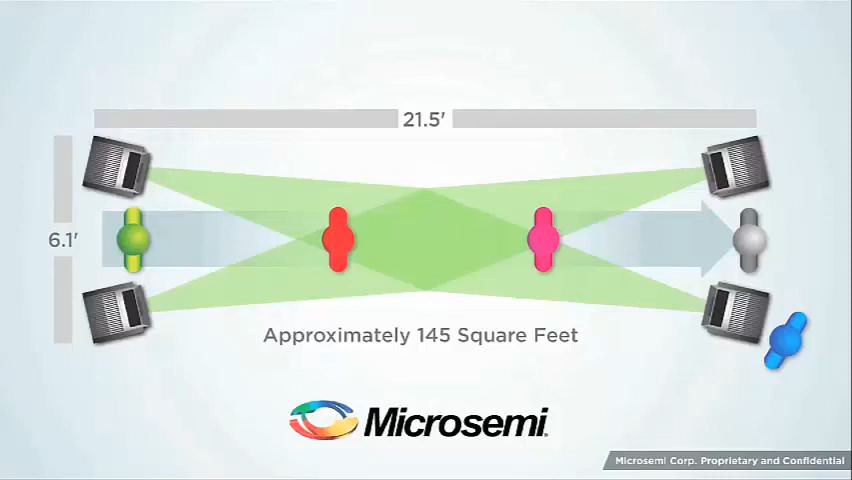 21.5'
6.1'
Approximately 145 Square Feet
Microsemi.
Microsemi Corp. Proprietary and Confidential